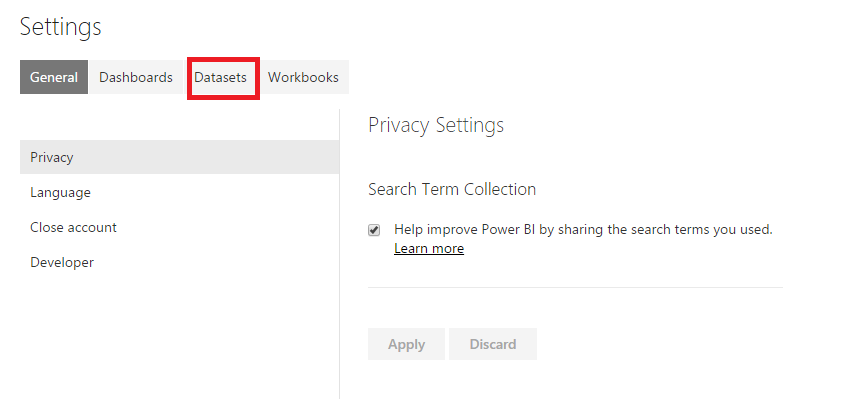 Settings
General Dashboards Datasets Workbooks
Privacy
Language
Close account
Developer
Privacy Settings
Search Term Collection
Help improve Power BI by sharing the search terms you used.
Learn more
Apply Discard